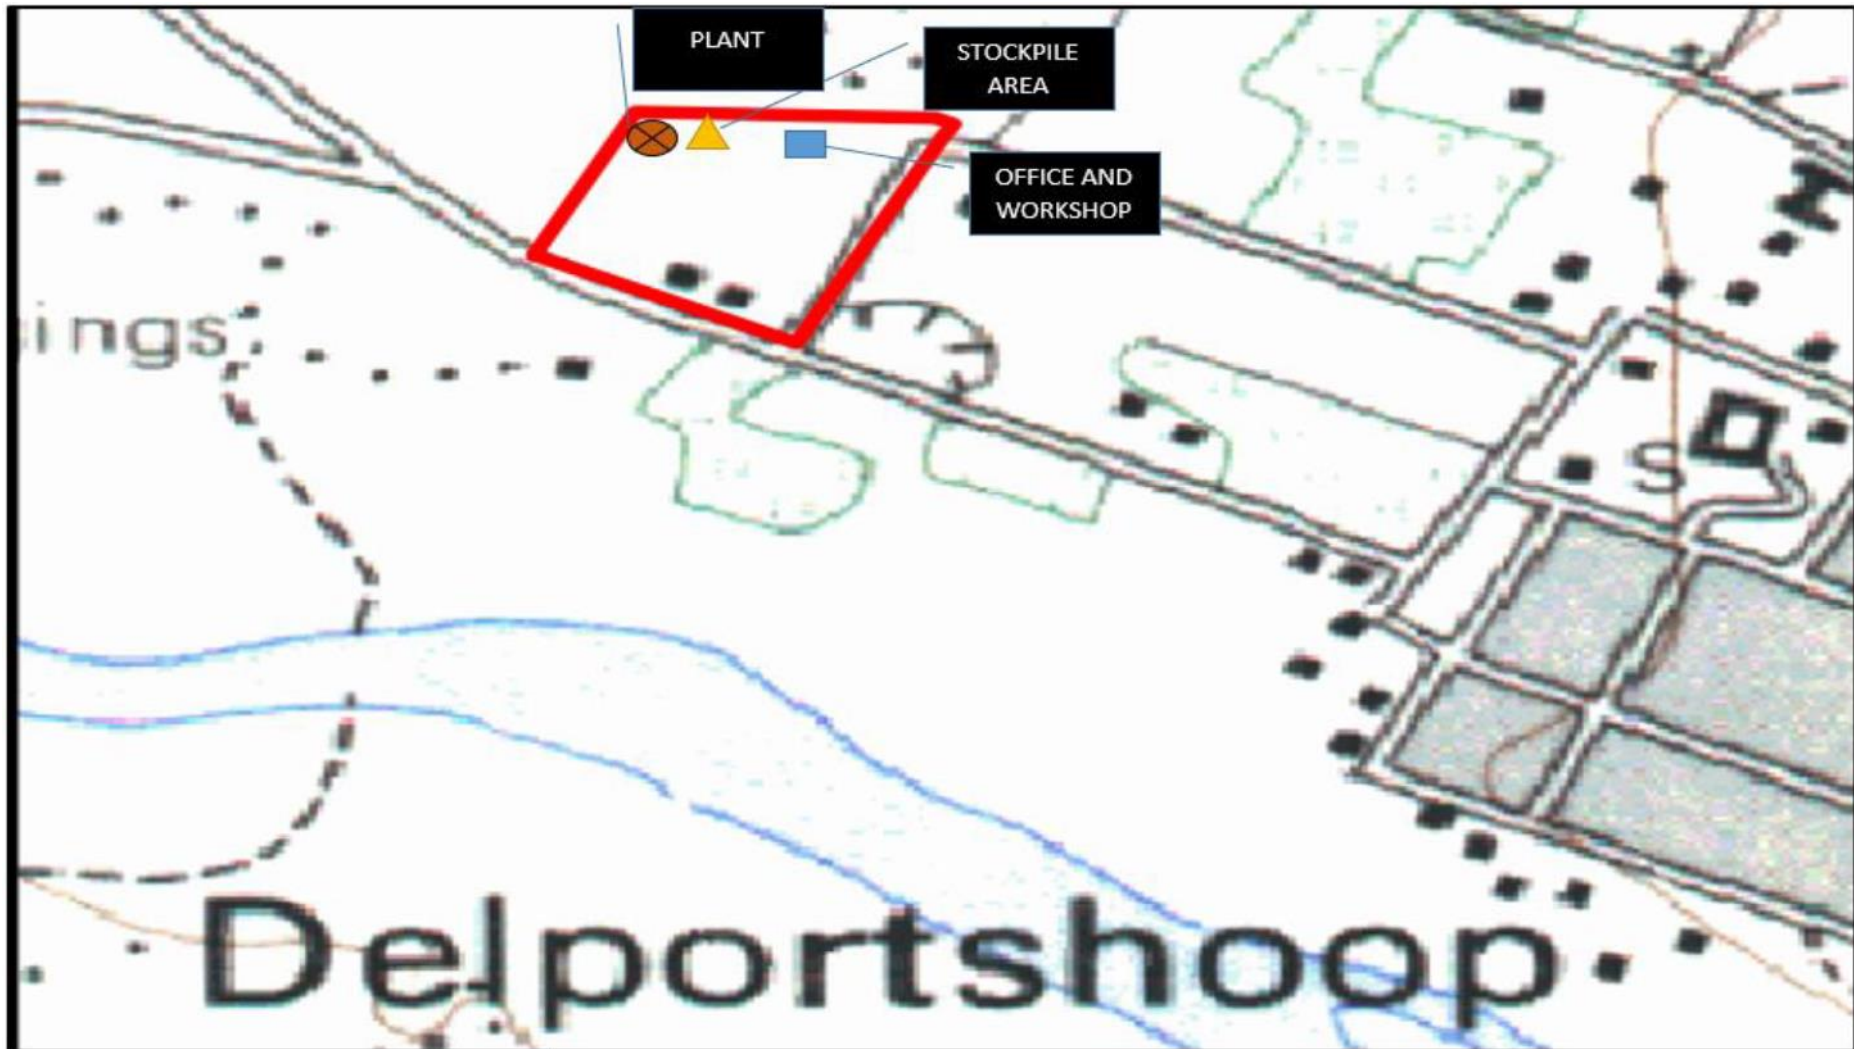 PLANT
STOCKPILE
AREA
OFFICE AND
WORKSHOP
ings
S
Delportshoop